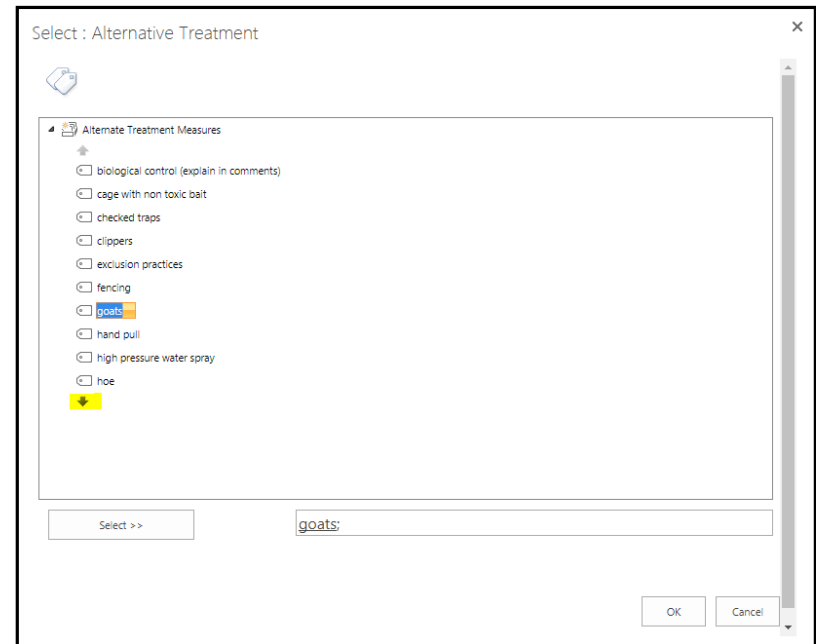 Select : Alternative Treatment
Alternate Treatment Measures
biological control (explain in comments)
cage with non toxic bait
checked traps
clippers
exclusion practices
fencing
goats
hand pull
high pressure water spray
hoe
Select >> goats;
OK Cancel